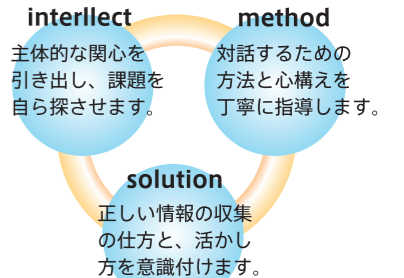 interllect
主体的な関心を
引き出し、課題を
自ら探させます。
method
対話するための
方法と心構えを
丁寧に指導します。
solution
正しい情報の収集
の仕方と、活かし
方を意識付けます。